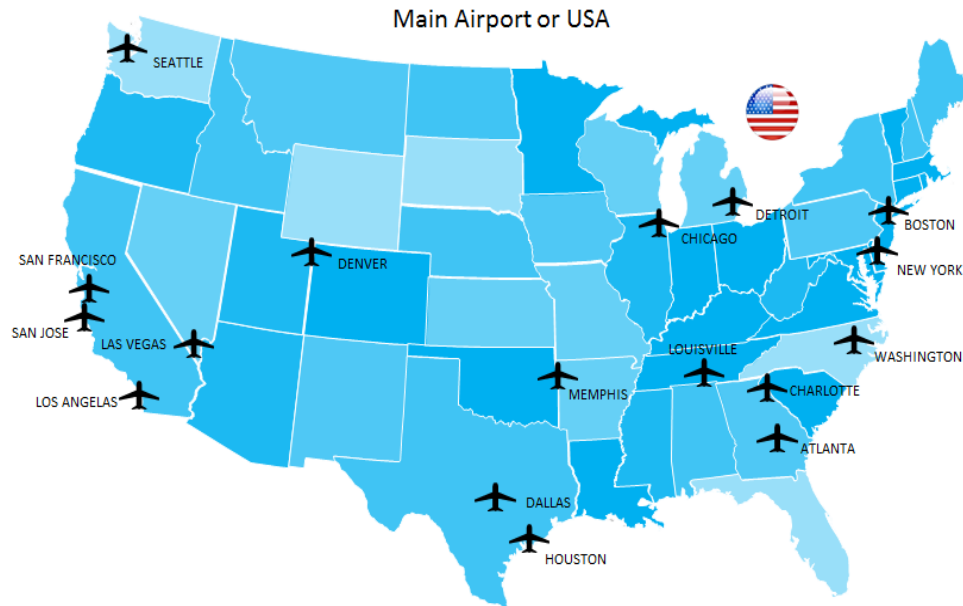 Main Airport or USA
SEATTLE
DETROIT
BOSTON
CHICAGO
SAN FRANCISCO
DENVER
NEW YORK
SAN JOSE
LAS VEGAS
LOUISVILLE
WASHINGTON
LOS ANGELAS
MEMPHIS
CHARLOTTE
ATLANTA
DALLAS
HOUSTON